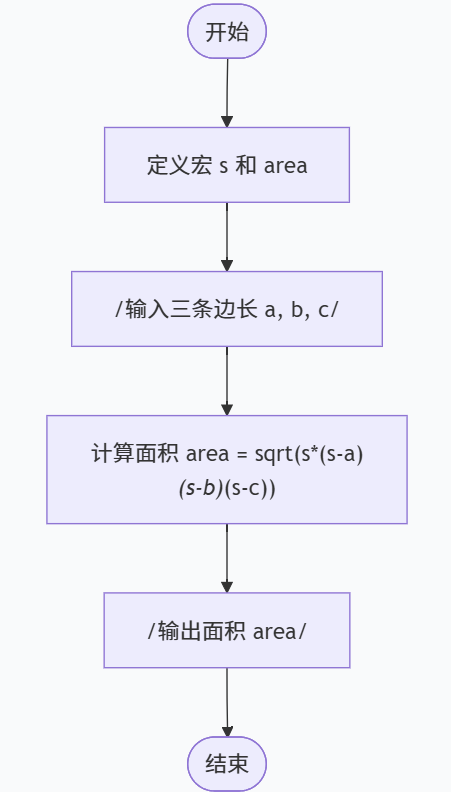 开始
定义宏 s 和 area
/输入三条边长 a, b, c/
计算面积 area = sqrt(s*(s-a)
(s-b)(s-c))
/输出面积 area/
结束